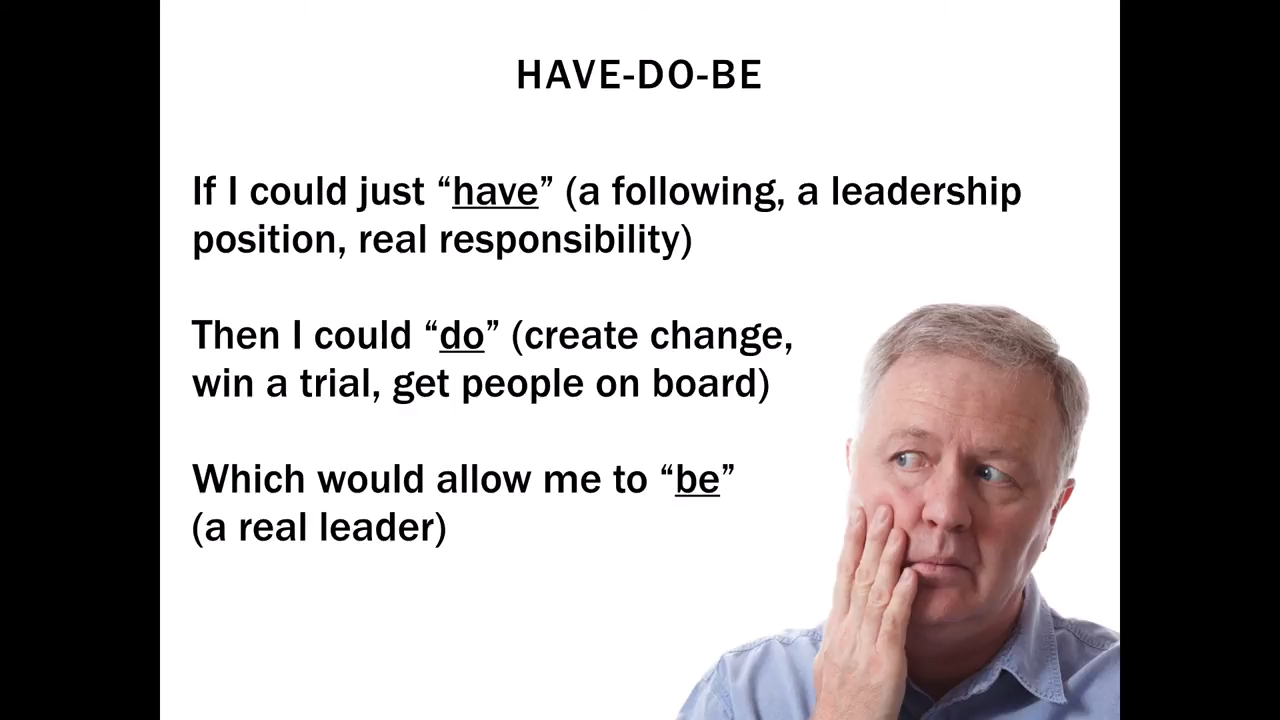 HAVE-DO-BE
If I could just “have” (a following, a leadership
position, real responsibility)
Then I could “do” (create change,
win a trial, get people on board)
Which would allow me to “be”
(a real leader)